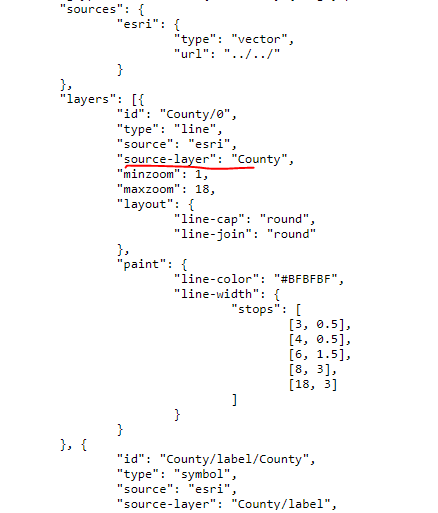 "sources": {
"esri": {
"type": "vector",
"url": "../../"
}
},
"layers": [{
"id": "County/0",
"type": "line",
"source": "esri",
"source-layer": "County",
"minzoom": 1,
"maxzoom": 18,
"layout": {
"line-cap": "round",
"line-join": "round"
},
"paint": {
"line-color": "#BFBFBF",
"line-width": {
"stops": [
[3, 0.5],
[4, 0.5],
[6, 1.5],
[8, 3],
[18, 3]
]
}
}
}, {
"id": "County/label/County",
"type": "symbol",
"source": "esri",
"source-layer": "County/label",